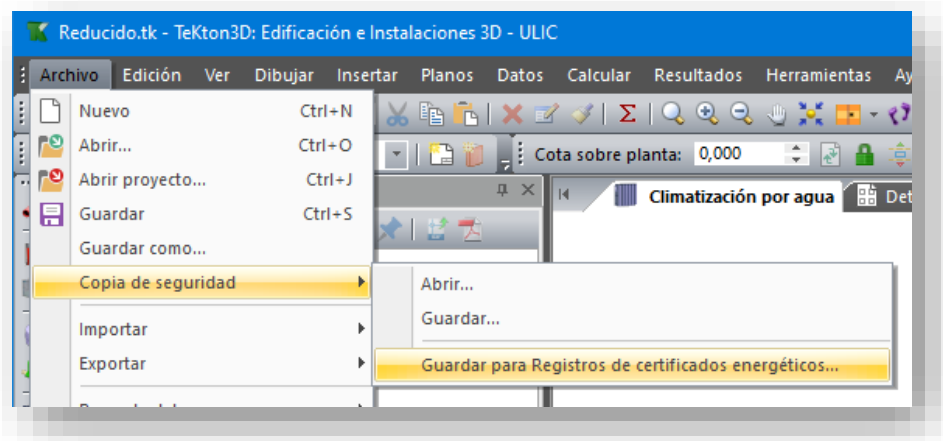 Reducido.tk - TeKton3D: Edificación e Instalaciones 3D - ULIC
Archivo Edición Ver Dibujar Insertar Planos Datos Calcular Resultados Herramientas Ay
Nuevo Ctrl+N
Abrir... Ctrl+O
Cota sobre planta: 0,000
Abrir proyecto... Ctrl+J
Climatización por agua Det
Guardar Ctrl+S
Guardar como...
Copia de seguridad
Abrir...
Guardar...
Importar
Exportar
Guardar para Registros de certificados energéticos...